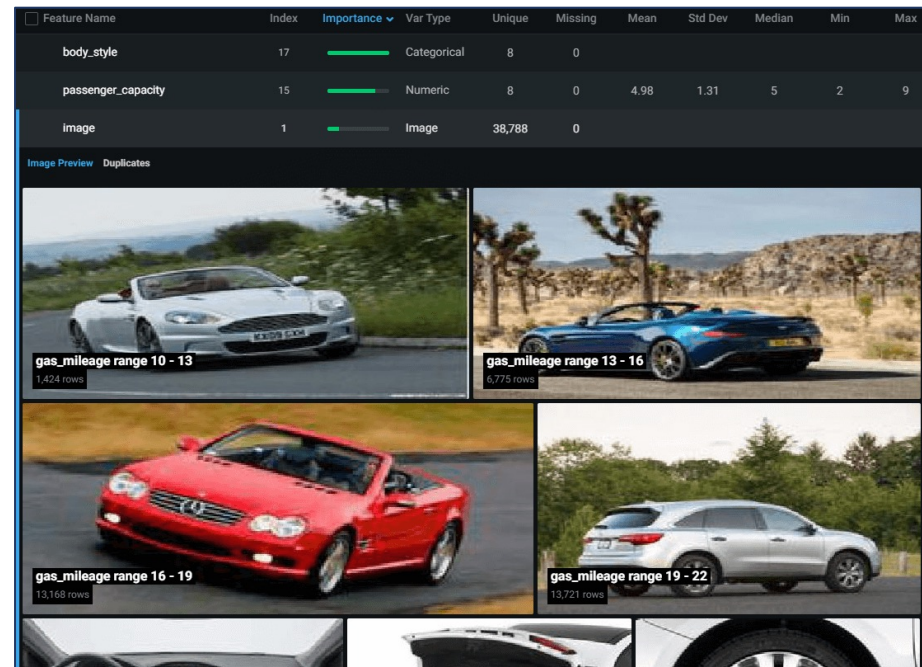 Feature Name Index Importance Var Type Unique Missing Mean Std Dev Median Min Max
body_style 17 Categorical 8 0
passenger_capacity 15 Numeric 8 0 4.98 1.31 5 2 9
image 1 Image 38,788 0
Image Preview Duplicates
gas_mileage range 10 - 13
1,424 rows
gas_mileage range 13 - 16
6,775 rows
gas_mileage range 16 - 19
13,168 rows
gas_mileage range 19 - 22
13,721 rows